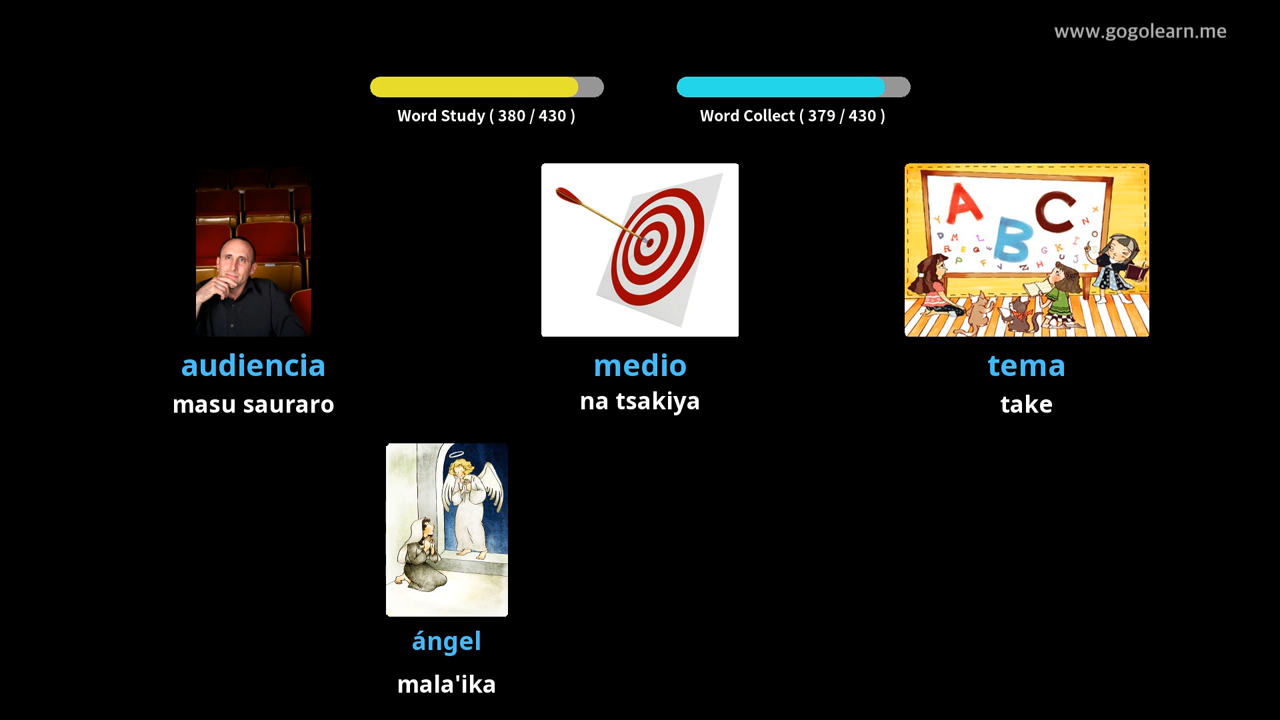 www.gogolearn.me
Word Study ( 380 / 430 )
Word Collect ( 379 / 430 )
A B C
audiencia
medio
tema
masu sauraro
na tsakiya
take
ángel
mala'ika